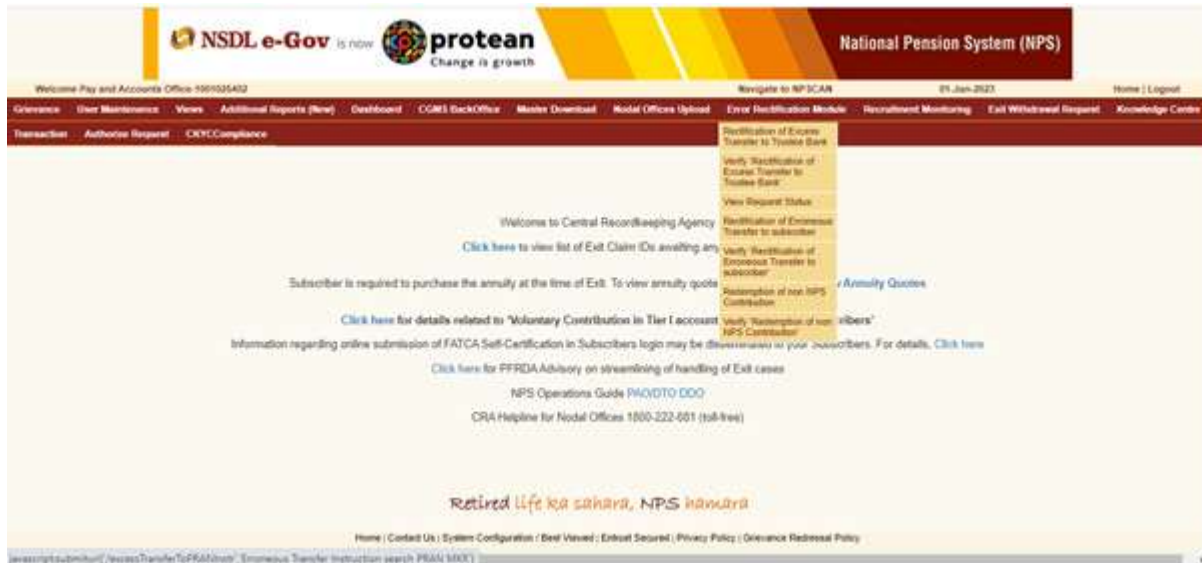 NSDL e-Gov is now protean
Change is growth
National Pension System (NPS)
Welcome Pay and Accounts Office-1001025402 Navigate to NPSCAN 01-Jan-2023 Home | Logout
Grievance User Maintenance Views Additional Reports (New) Dashboard CGMS BackOffice Master Download Nodal Offices Upload Error Rectification Module Recruitment Monitoring Exit Withdrawal Request Knowledge Center
Transaction Authorise Request CKYCCompliance
Rectification of Excess
Transfer to Trustee Bank
Verify 'Rectification of
Excess Transfer to
Trustee Bank'
View Request Status
Rectification of Erroneous
Transfer to subscriber
Verify 'Rectification of
Erroneous Transfer to
subscriber'
Redemption of non NPS
Contribution
Verify 'Redemption of non
NPS Contribution'
Welcome to Central Recordkeeping Agency
Click here to view list of Exit Claim IDs awaiting any
Subscriber is required to purchase the annuity at the time of Exit. To view annuity quote Annuity Quotes
Click here for details related to 'Voluntary Contribution in Tier I account ribers'
Information regarding online submission of FATCA Self-Certification in Subscribers login may be disseminated to your Subscribers. For details, Click here
Click here for PFRDA Advisory on streamlining of handling of Exit cases
NPS Operations Guide PAO/DTO DDO
CRA Helpline for Nodal Offices 1800-222-081 (toll-free)
Retired life ka sahara, NPS hamara
Home | Contact Us | System Configuration / Best Viewed | Entrust Secured | Privacy Policy | Grievance Redressal Policy